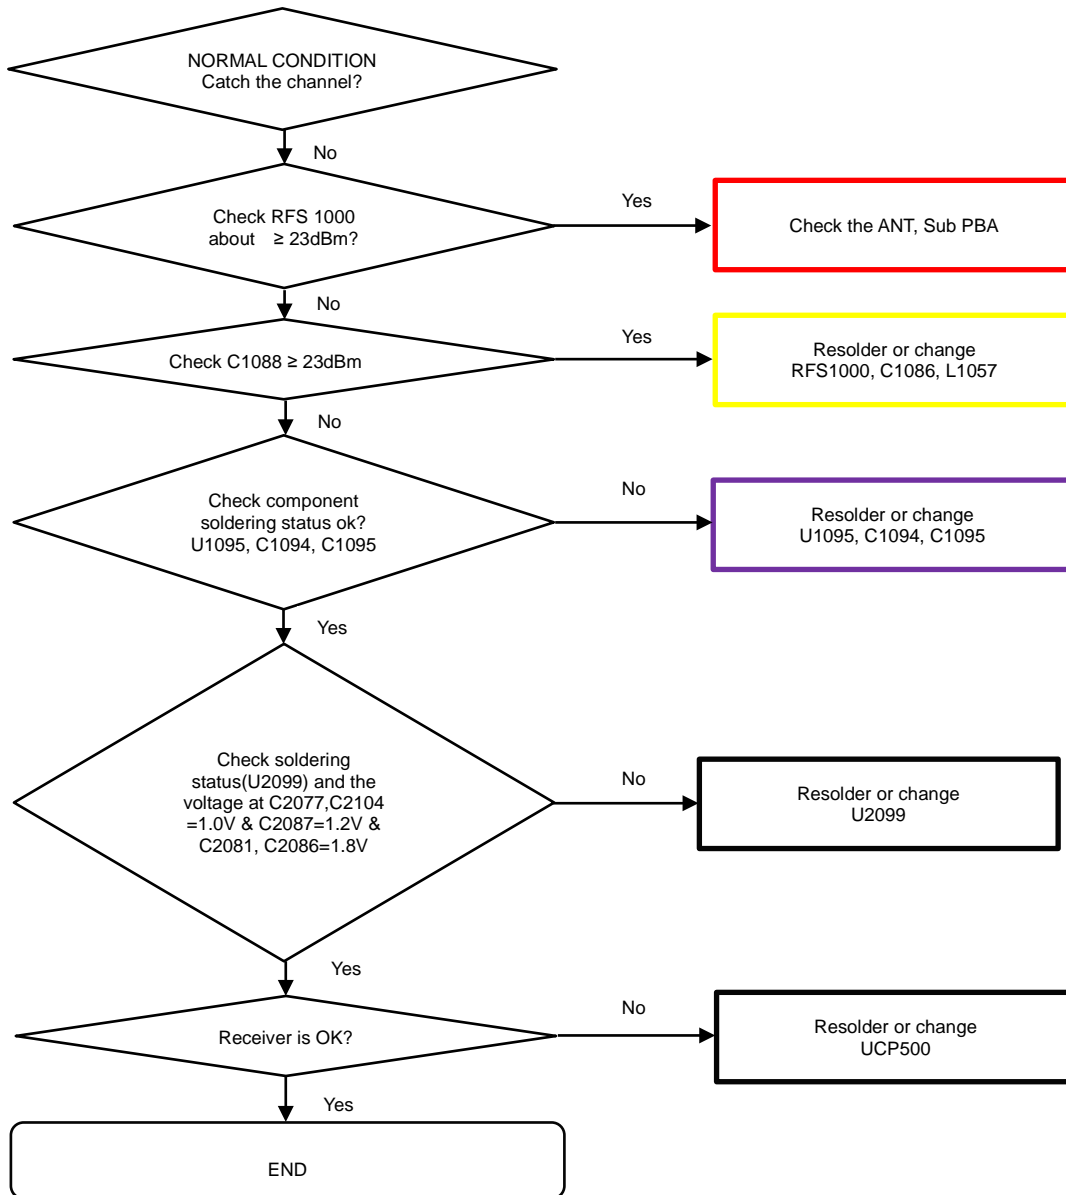 NORMAL CONDITION
Catch the channel?
No
Check RFS 1000
about ≥ 23dBm?
Yes
Check the ANT, Sub PBA
No
Check C1088 ≥ 23dBm
Yes
Resolder or change
RFS1000, C1086, L1057
No
Check component
soldering status ok?
U1095, C1094, C1095
No
Resolder or change
U1095, C1094, C1095
Yes
Check soldering
status(U2099) and the
voltage at C2077,C2104
=1.0V & C2087=1.2V &
C2081, C2086=1.8V
No
Resolder or change
U2099
Yes
Receiver is OK?
No
Resolder or change
UCP500
Yes
END